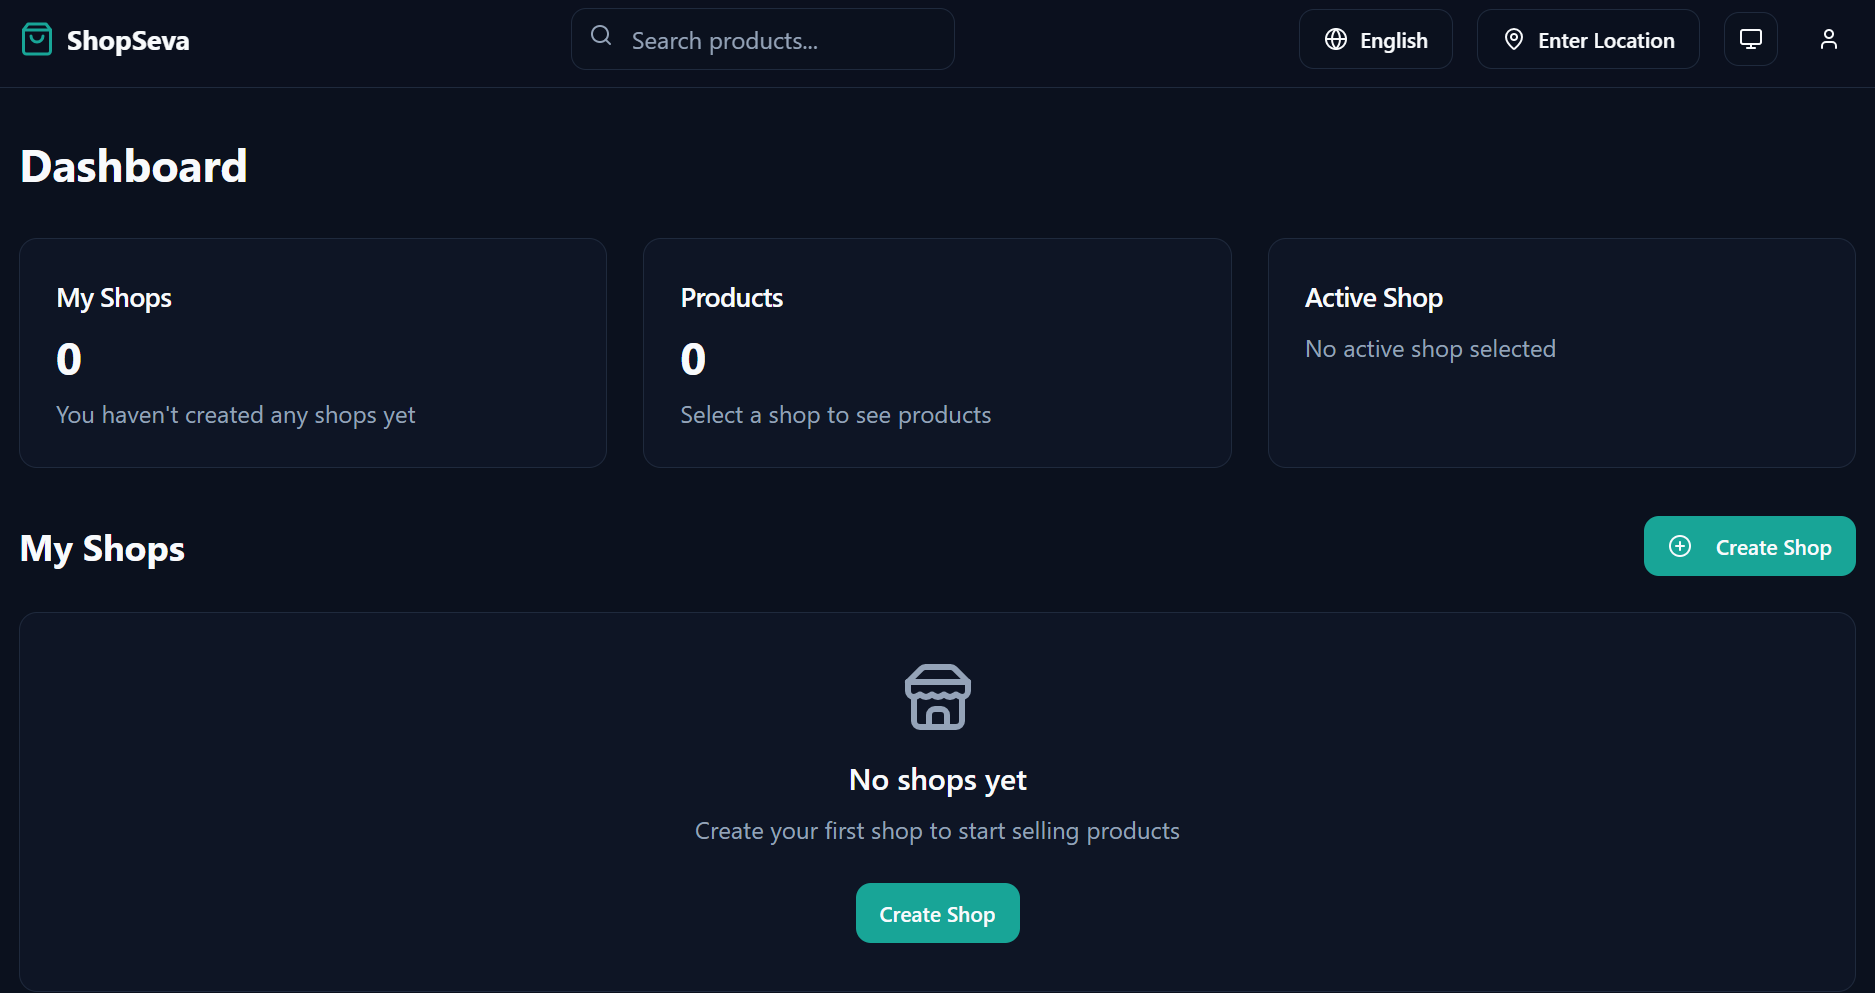 ShopSeva
Search products...
English
Enter Location
Dashboard
My Shops
0
You haven't created any shops yet
Products
0
Select a shop to see products
Active Shop
No active shop selected
My Shops
Create Shop
No shops yet
Create your first shop to start selling products
Create Shop